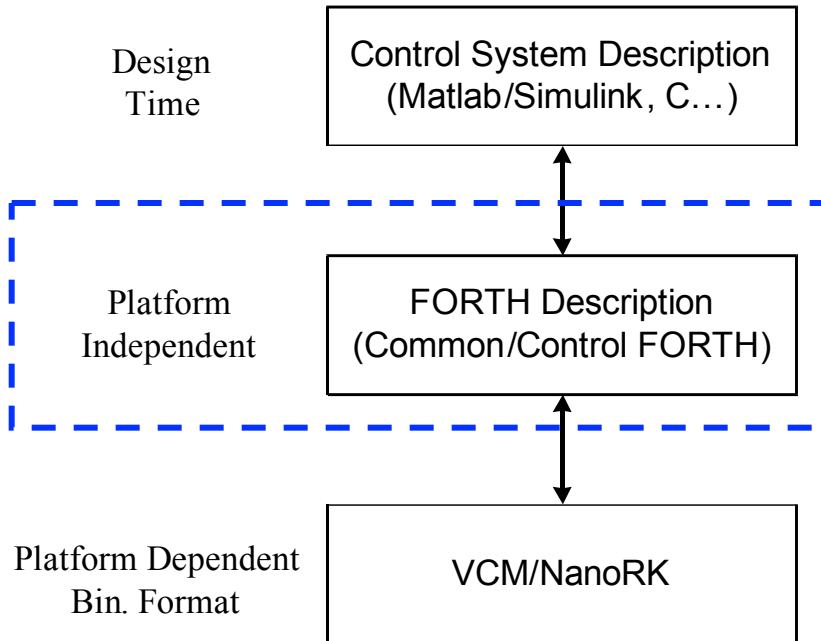 Design
Time
Control System Description
(Matlab/Simulink, C…)
Platform
Independent
FORTH Description
(Common/Control FORTH)
Platform Dependent
Bin. Format
VCM/NanoRK